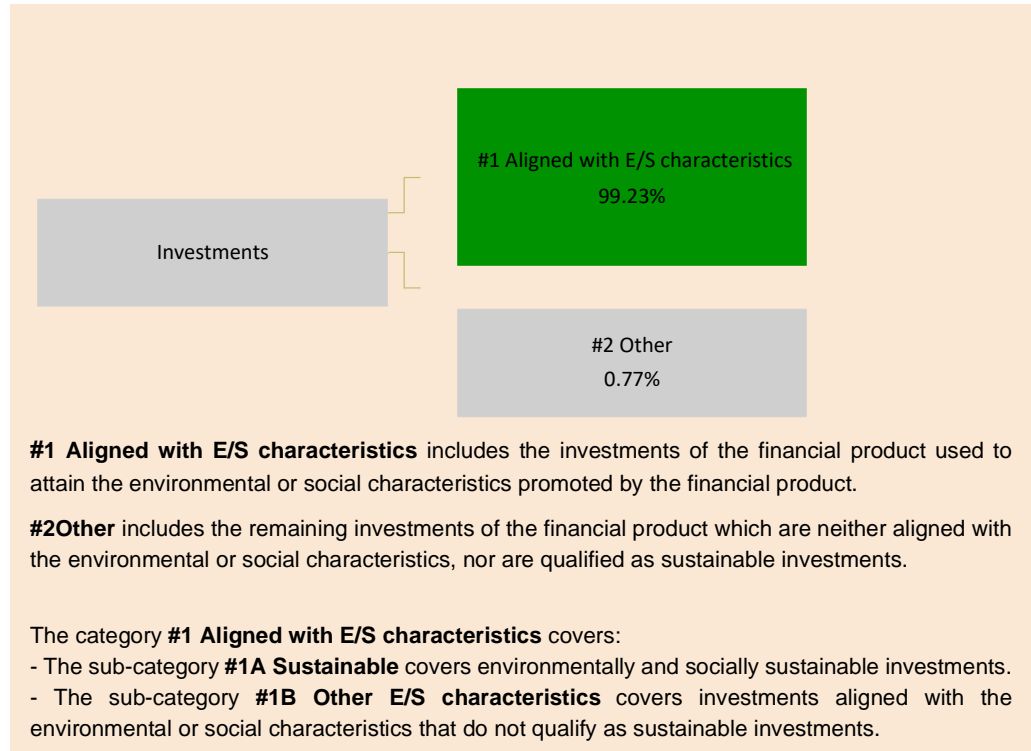 #1 Aligned with E/S characteristics
99.23%
Investments
#2 Other
0.77%
#1 Aligned with E/S characteristics includes the investments of the financial product used to
attain the environmental or social characteristics promoted by the financial product.
#2Other includes the remaining investments of the financial product which are neither aligned with
the environmental or social characteristics, nor are qualified as sustainable investments.
The category #1 Aligned with E/S characteristics covers:
- The sub-category #1A Sustainable covers environmentally and socially sustainable investments.
- The sub-category #1B Other E/S characteristics covers investments aligned with the
environmental or social characteristics that do not qualify as sustainable investments.